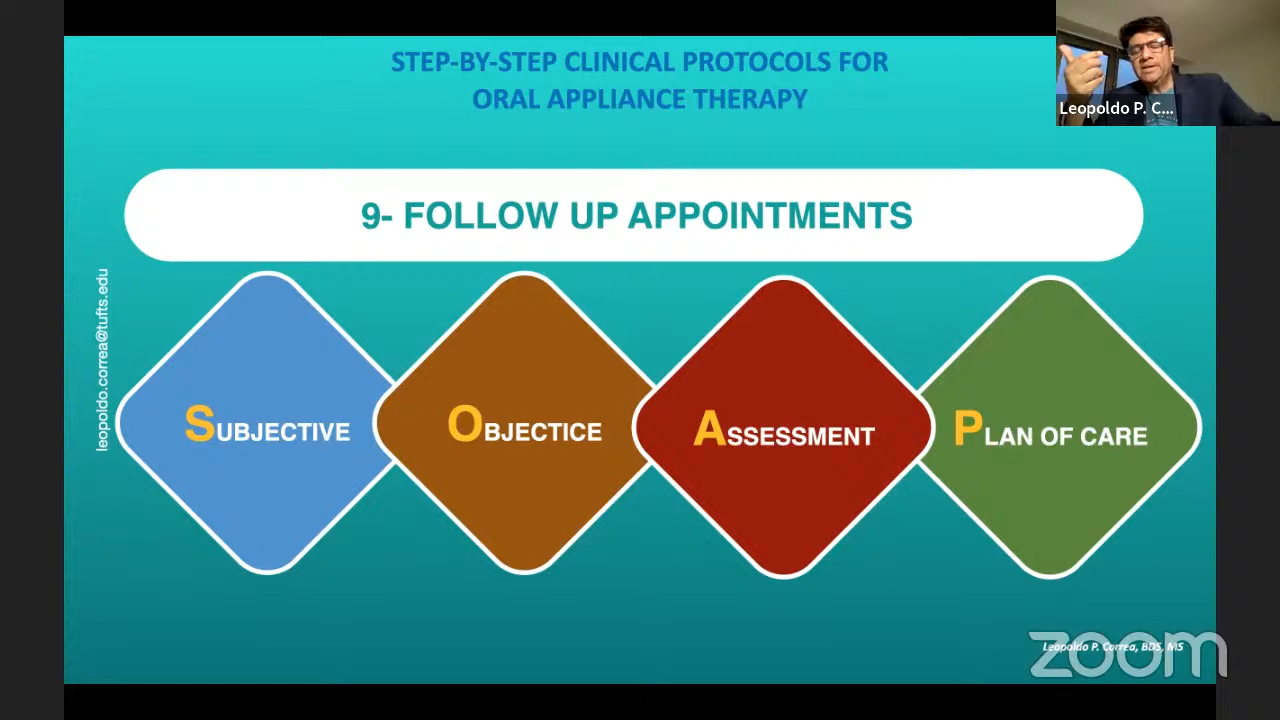 STEP-BY-STEP CLINICAL PROTOCOLS FOR
ORAL APPLIANCE THERAPY
Leopoldo P. C...
9- FOLLOW UP APPOINTMENTS
leopoldo.correa@tufts.edu
SUBJECTIVE
OBJECTICE
ASSESSMENT
PLAN OF CARE
Leopoldo P. Correa, BDS, MS
zoom